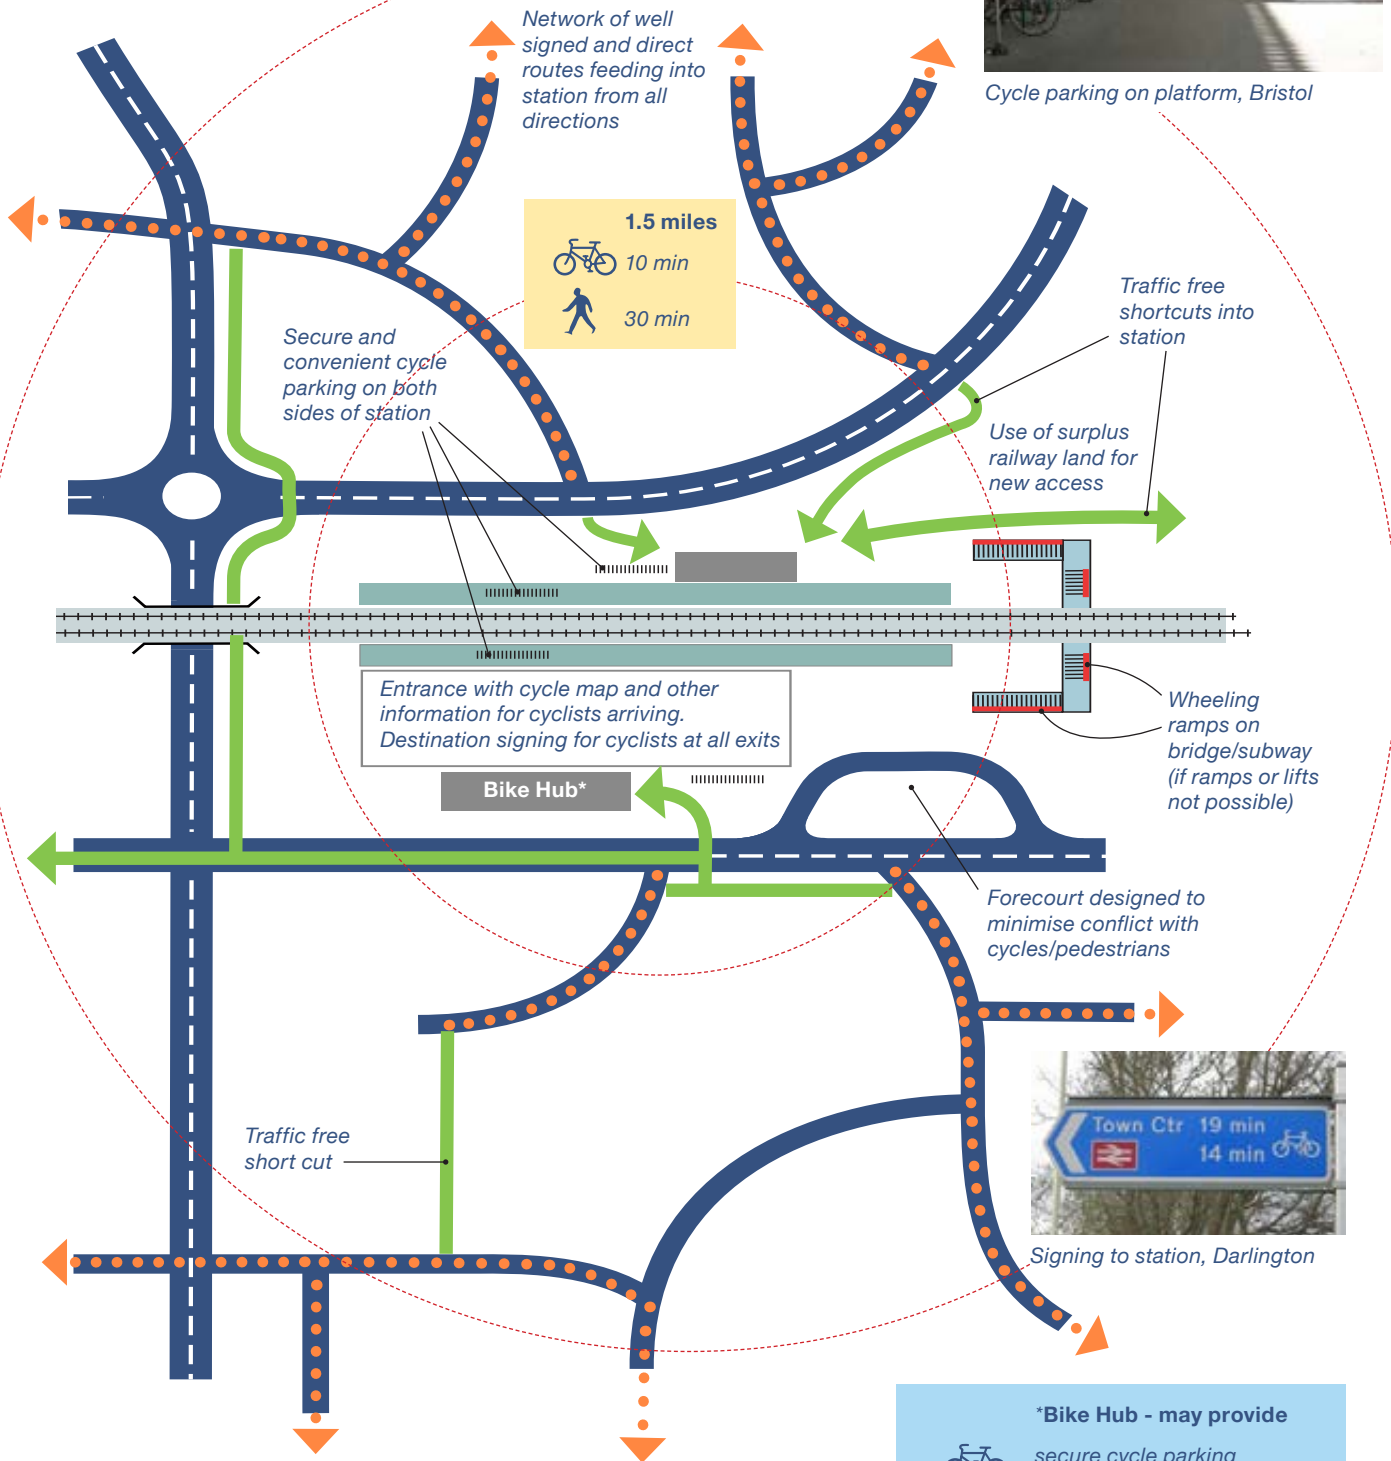 Network of well
signed and direct
routes feeding into
station from all
directions
Cycle parking on platform, Bristol
1.5 miles
10 min
30 min
Secure and
convenient cycle
parking on both
sides of station
Traffic free
shortcuts into
station
Use of surplus
railway land for
new access
Entrance with cycle map and other
information for cyclists arriving.
Destination signing for cyclists at all exits
Wheeling
ramps on
bridge/subway
(if ramps or lifts
not possible)
Bike Hub*
Forecourt designed to
minimise conflict with
cycles/pedestrians
Traffic free
short cut
Town Ctr 19 min
14 min
Signing to station, Darlington
*Bike Hub - may provide
secure cycle parking